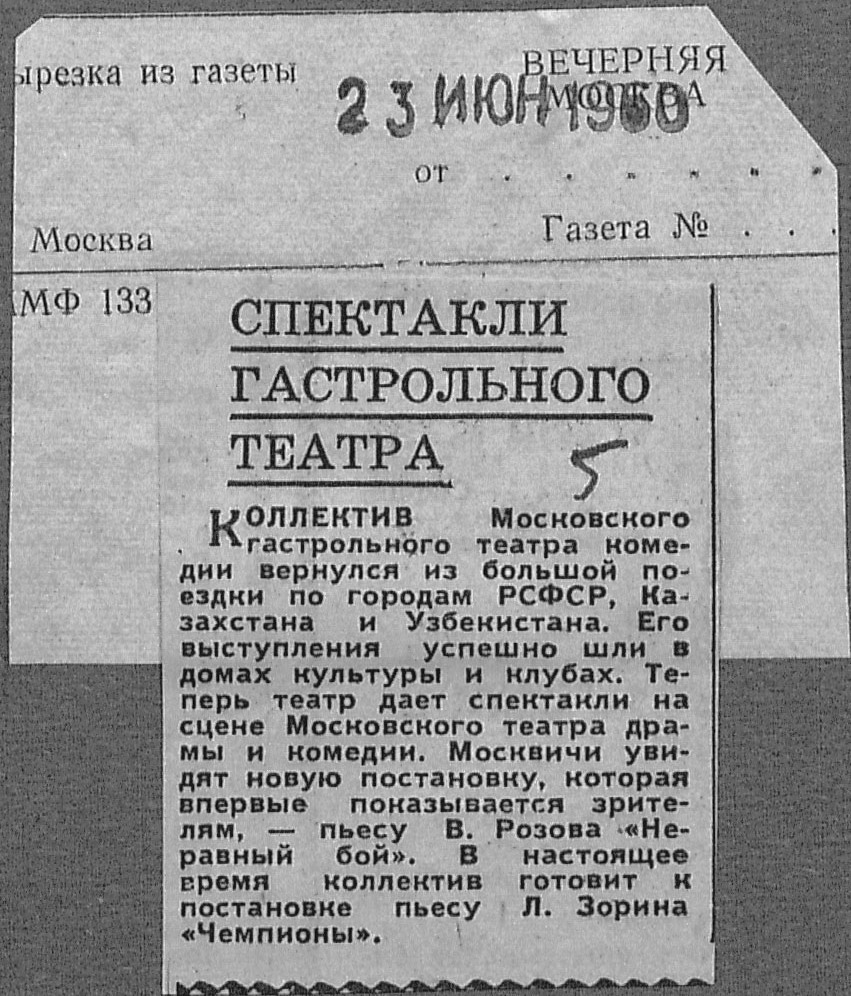 ырезка из газеты
ВЕЧЕРНЯЯ
МОСКВА
23 ИЮН 1960
от . . . . . .
Москва
Газета № . . .
МФ 133
СПЕКТАКЛИ
ГАСТРОЛЬНОГО
ТЕАТРА
5
КОЛЛЕКТИВ Московского
гастрольного театра коме-
дии вернулся из большой по-
ездки по городам РСФСР, Ка-
захстана и Узбекистана. Его
выступления успешно шли в
домах культуры и клубах. Те-
перь театр дает спектакли на
сцене Московского театра дра-
мы и комедии. Москвичи уви-
дят новую постановку, которая
впервые показывается зрите-
лям, — пьесу В. Розова «Не-
равный бой». В настоящее
время коллектив готовит к
постановке пьесу Л. Зорина
«Чемпионы».